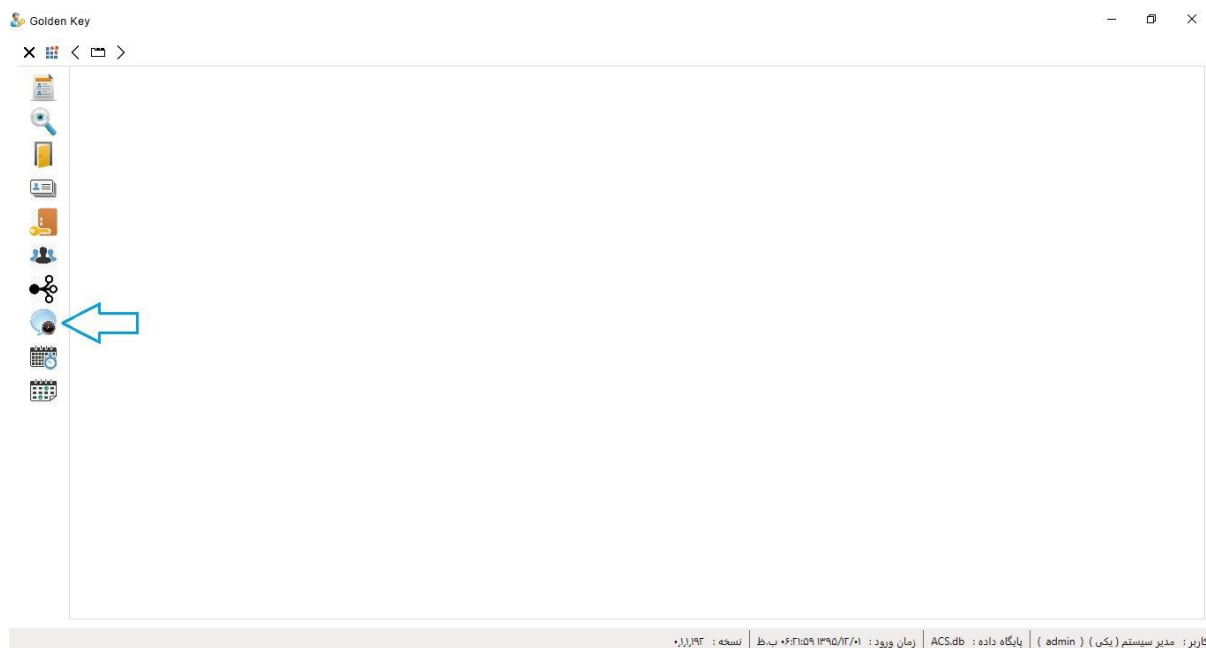 Golden Key
کاربر : مدیر سیستم ( یکی ) ( admin ) پایگاه داده : ACS.db زمان ورود : ۱۳۹۵/۱۲/۰۱ ۰۶:۲۱:۵۹ ب.ظ نسخه : ۰,۱,۱,۱۹۲